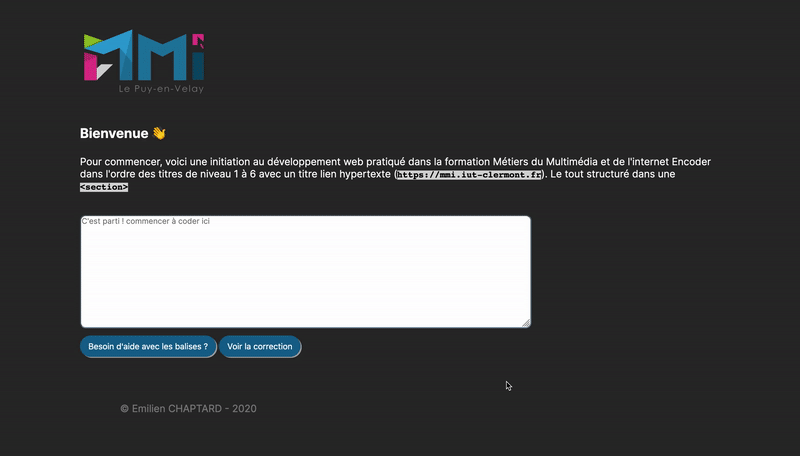 MMi
Le Puy-en-Velay
Bienvenue 👋
Pour commencer, voici une initiation au développement web pratiqué dans la formation Métiers du Multimédia et de l'internet Encoder
dans l'ordre des titres de niveau 1 à 6 avec un titre lien hypertexte (https://mmi.iut-clermont.fr). Le tout structuré dans une
<section>
C'est parti ! commencer à coder ici
Besoin d'aide avec les balises ? Voir la correction
© Emilien CHAPTARD - 2020